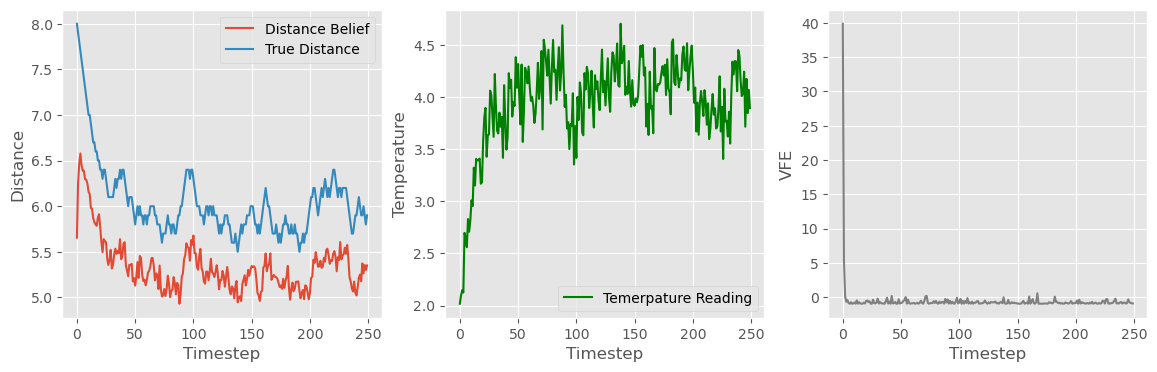 Distance
8.0
7.5
7.0
6.5
6.0
5.5
5.0
0 50 100 150 200 250
Timestep
Distance Belief
True Distance
Temperature
4.5
4.0
3.5
3.0
2.5
2.0
0 50 100 150 200 250
Timestep
Temerpature Reading
VFE
40
35
30
25
20
15
10
5
0
0 50 100 150 200 250
Timestep